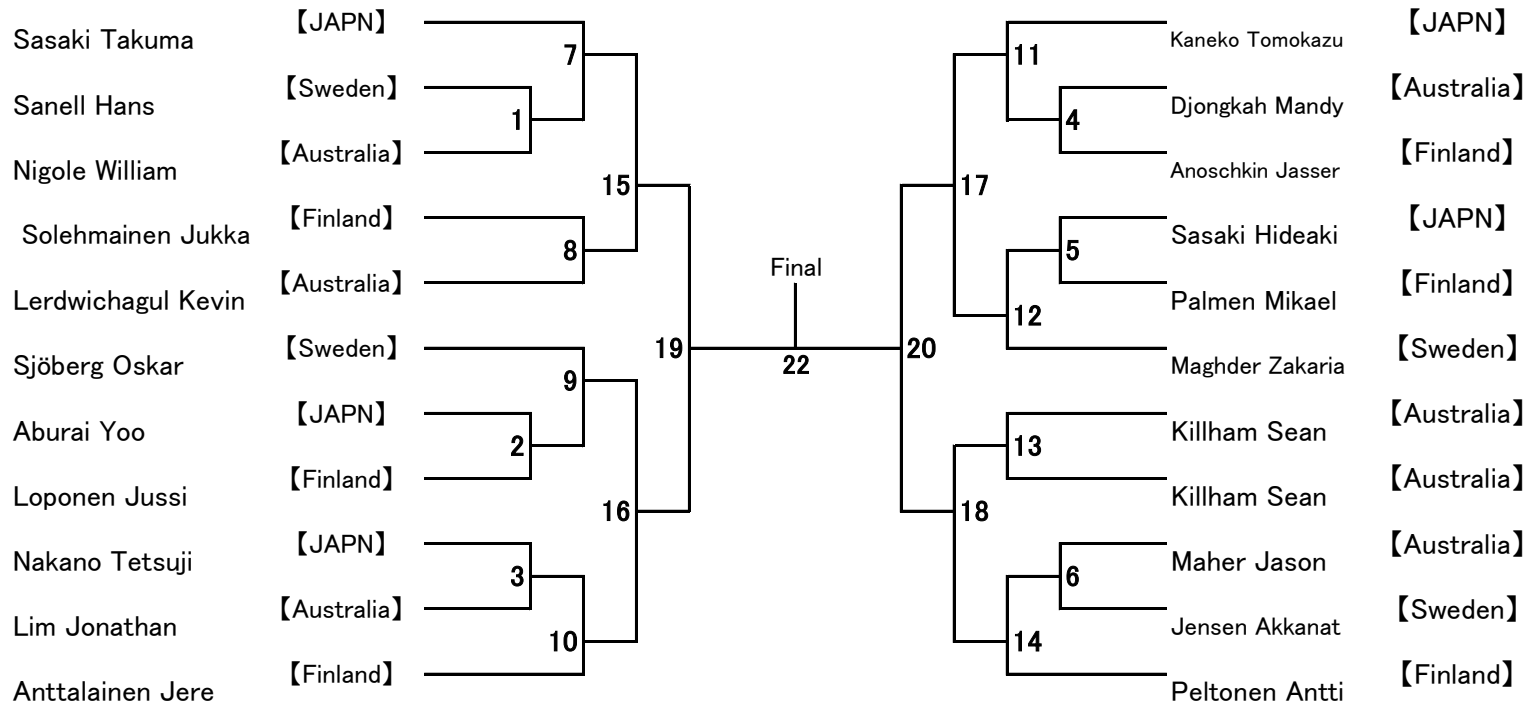 Sasaki Takuma 【JAPN】
Sanell Hans 【Sweden】
Nigole William 【Australia】
Solehmainen Jukka 【Finland】
Lerdwichagul Kevin 【Australia】
Sjöberg Oskar 【Sweden】
Aburai Yoo 【JAPN】
Loponen Jussi 【Finland】
Nakano Tetsuji 【JAPN】
Lim Jonathan 【Australia】
Anttalainen Jere 【Finland】
7
1
15
8
9
2
16
3
10
19
Final
22
20
11
4
17
5
12
13
18
6
14
Kaneko Tomokazu 【JAPN】
Djongkah Mandy 【Australia】
Anoschkin Jasser 【Finland】
Sasaki Hideaki 【JAPN】
Palmen Mikael 【Finland】
Maghder Zakaria 【Sweden】
Killham Sean 【Australia】
Killham Sean 【Australia】
Maher Jason 【Australia】
Jensen Akkanat 【Sweden】
Peltonen Antti 【Finland】